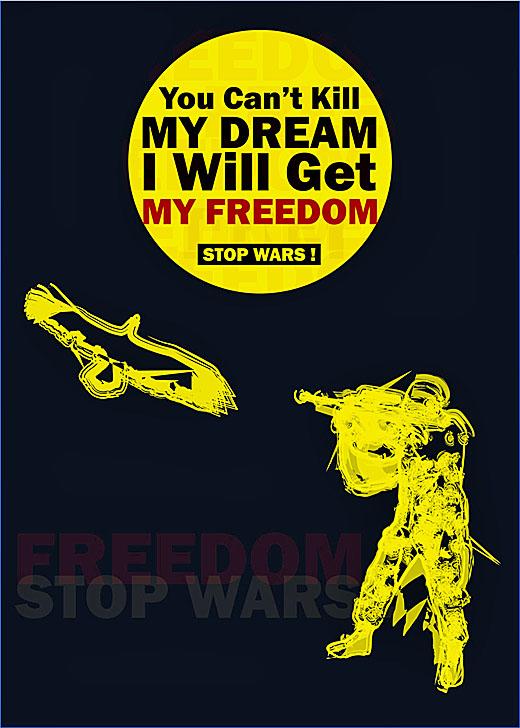 You Can't Kill
MY DREAM
I Will Get
MY FREEDOM
STOP WARS !
FREEDOM
STOP WARS